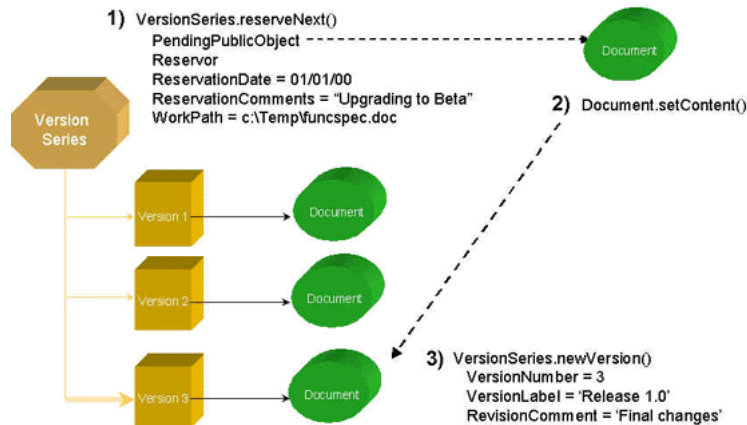 1) VersionSeries.reserveNext()
PendingPublicObject
Reservor
ReservationDate = 01/01/00
ReservationComments = “Upgrading to Beta”
WorkPath = c:\Temp\funcspec.doc
Document
2) Document.setContent()
Version
Series
Version 1
Document
Version 2
Document
Version 3
Document
3) VersionSeries.newVersion()
VersionNumber = 3
VersionLabel = ‘Release 1.0’
RevisionComment = ‘Final changes’